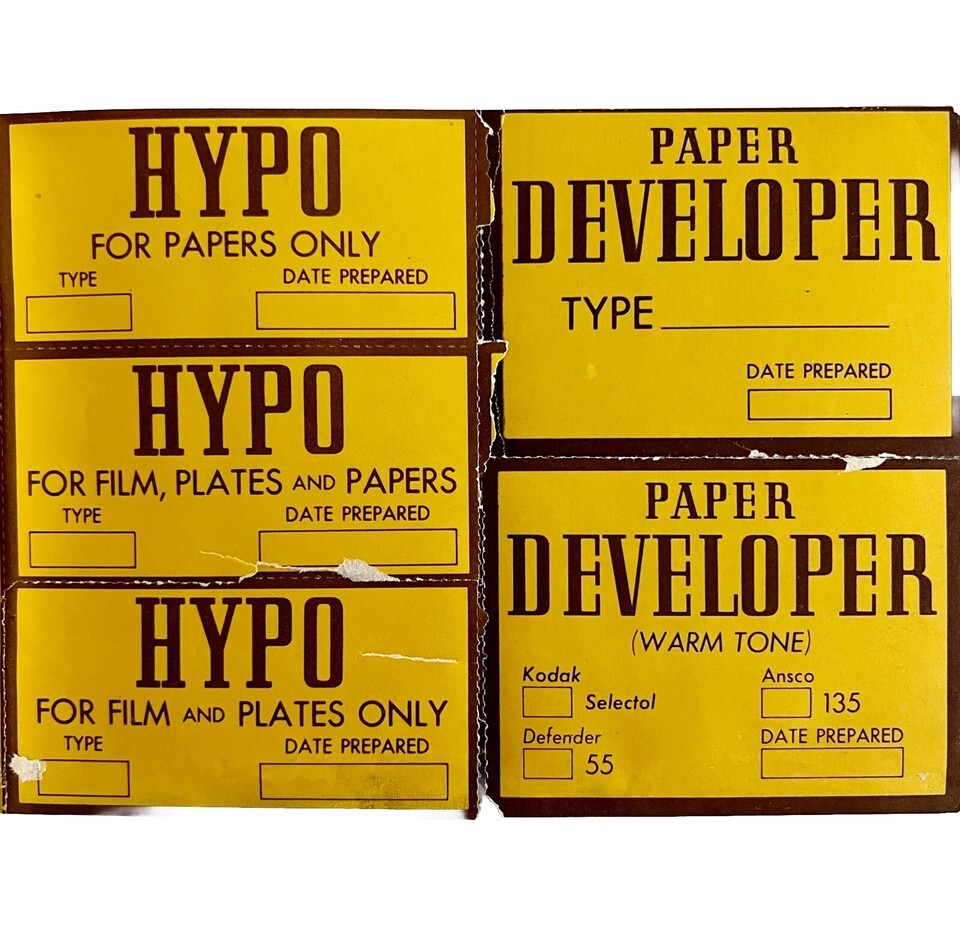 HYPO
FOR PAPERS ONLY
TYPE DATE PREPARED
HYPO
FOR FILM, PLATES AND PAPERS
TYPE DATE PREPARED
HYPO
FOR FILM AND PLATES ONLY
TYPE DATE PREPARED
PAPER
DEVELOPER
TYPE
DATE PREPARED
PAPER
DEVELOPER
(WARM TONE)
Kodak Ansco
Selectol 135
Defender DATE PREPARED
55